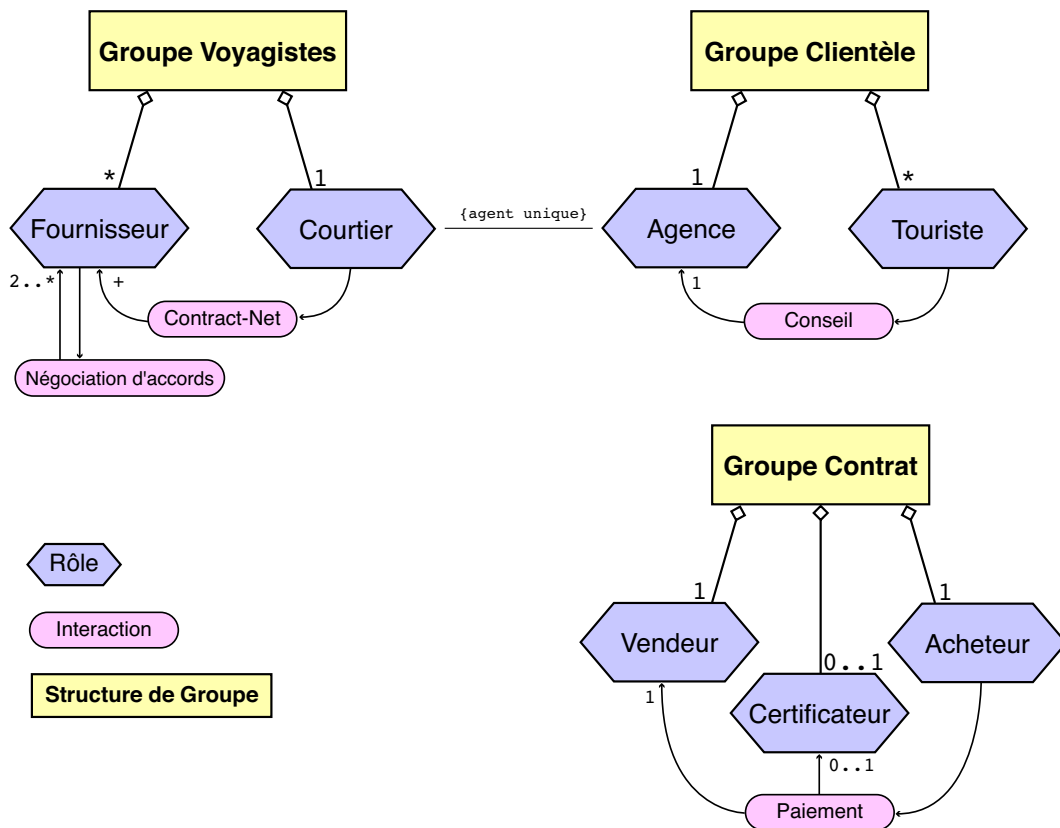 Groupe Voyagistes
Groupe Clientèle
*
1
1
*
Fournisseur
Courtier
{agent unique}
Agence
Touriste
2..*
+
1
Contract-Net
Conseil
Négociation d'accords
Groupe Contrat
Rôle
1
1
Interaction
Vendeur
Acheteur
0..1
Structure de Groupe
1
Certificateur
0..1
Paiement